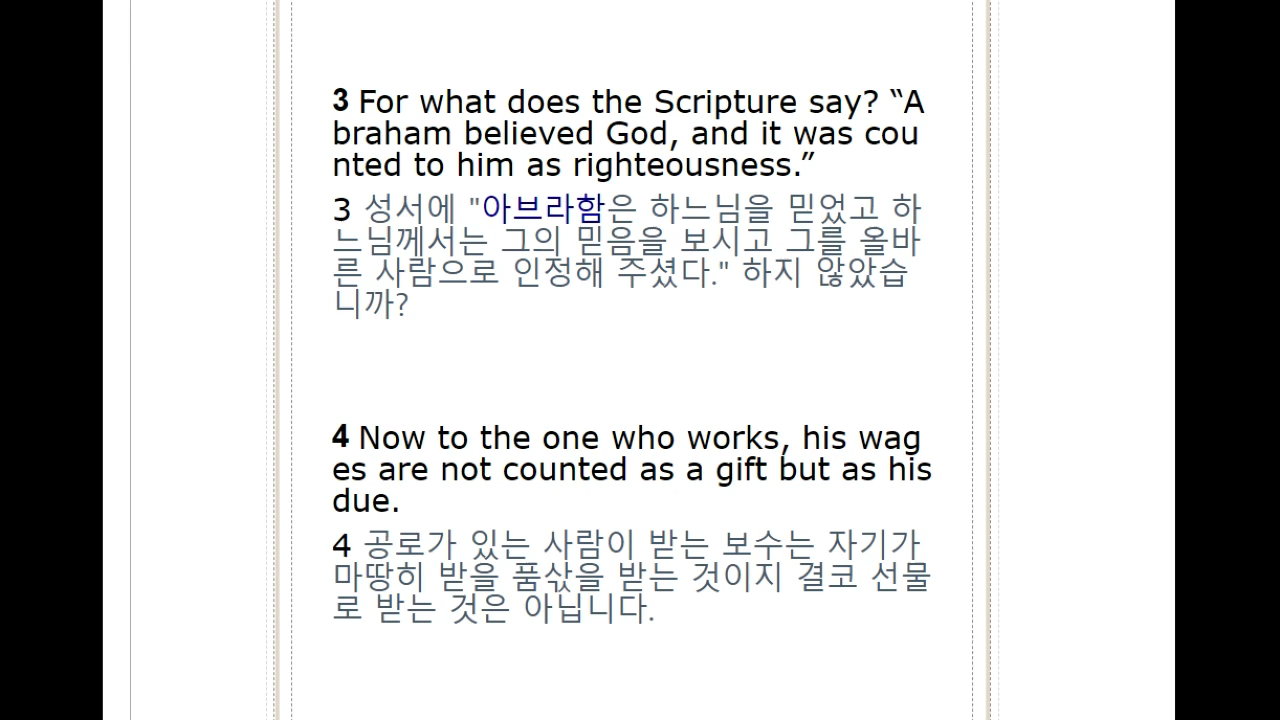 3 For what does the Scripture say? “A
braham believed God, and it was cou
nted to him as righteousness.”
3 성서에 "아브라함은 하느님을 믿었고 하
느님께서는 그의 믿음을 보시고 그를 올바
른 사람으로 인정해 주셨다." 하지 않았습
니까?
4 Now to the one who works, his wag
es are not counted as a gift but as his
due.
4 공로가 있는 사람이 받는 보수는 자기가
마땅히 받을 품삯을 받는 것이지 결코 선물
로 받는 것은 아닙니다.